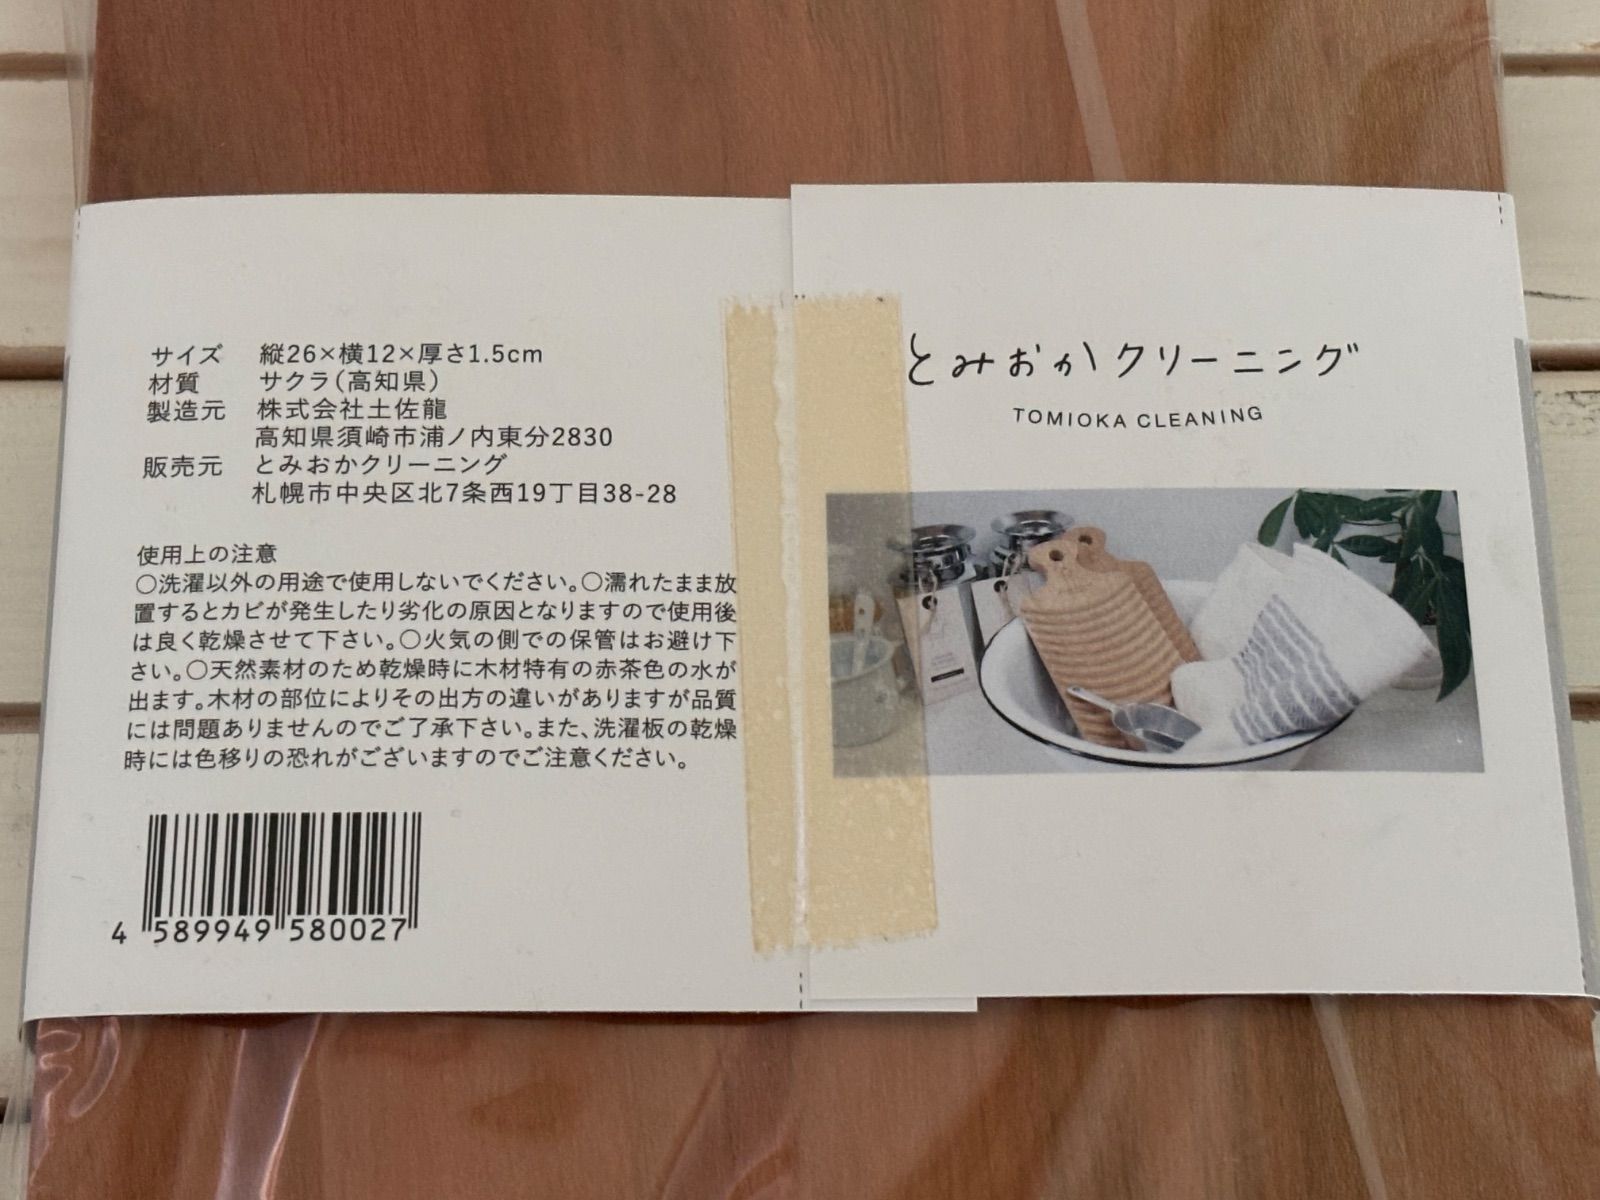 サイズ 縦26×横12×厚さ1.5cm
材質 サクラ(高知県)
製造元 株式会社土佐龍
高知県須崎市浦ノ内東分2830
販売元 とみおかクリーニング
札幌市中央区北7条西19丁目38-28
使用上の注意
○洗濯以外の用途で使用しないでください。○濡れたまま放
置するとカビが発生したり劣化の原因となりますので使用後
は良く乾燥させて下さい。○火気の側での保管はお避け下
さい。○天然素材のため乾燥時に木材特有の赤茶色の水が
出ます。木材の部位によりその出方の違いがありますが品質
には問題ありませんのでご了承下さい。また、洗濯板の乾燥
時には色移りの恐れがございますのでご注意ください。
4 589949 580027
とみおかクリーニング
TOMIOKA CLEANING